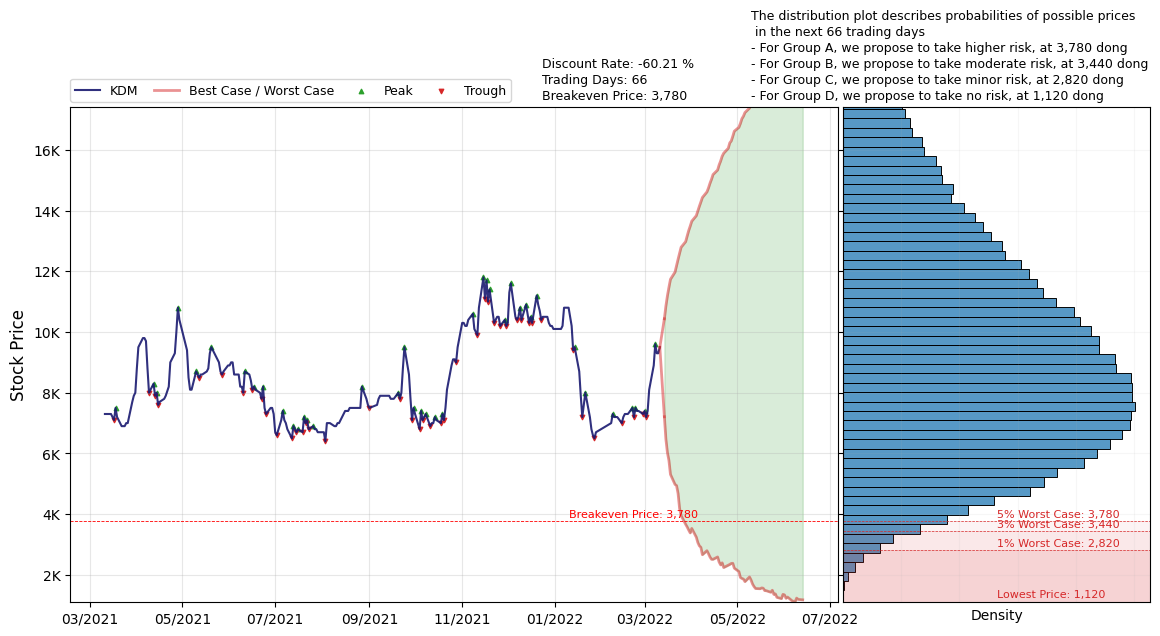 The distribution plot describes probabilities of possible prices
in the next 66 trading days
- For Group A, we propose to take higher risk, at 3,780 dong
- For Group B, we propose to take moderate risk, at 3,440 dong
- For Group C, we propose to take minor risk, at 2,820 dong
- For Group D, we propose to take no risk, at 1,120 dong
Discount Rate: -60.21 %
Trading Days: 66
Breakeven Price: 3,780
KDM
Best Case / Worst Case
Peak
Trough
Stock Price
16K
14K
12K
10K
8K
6K
4K
2K
Breakeven Price: 3,780
03/2021
05/2021
07/2021
09/2021
11/2021
01/2022
03/2022
05/2022
07/2022
5% Worst Case: 3,780
3% Worst Case: 3,440
1% Worst Case: 2,820
Lowest Price: 1,120
Density